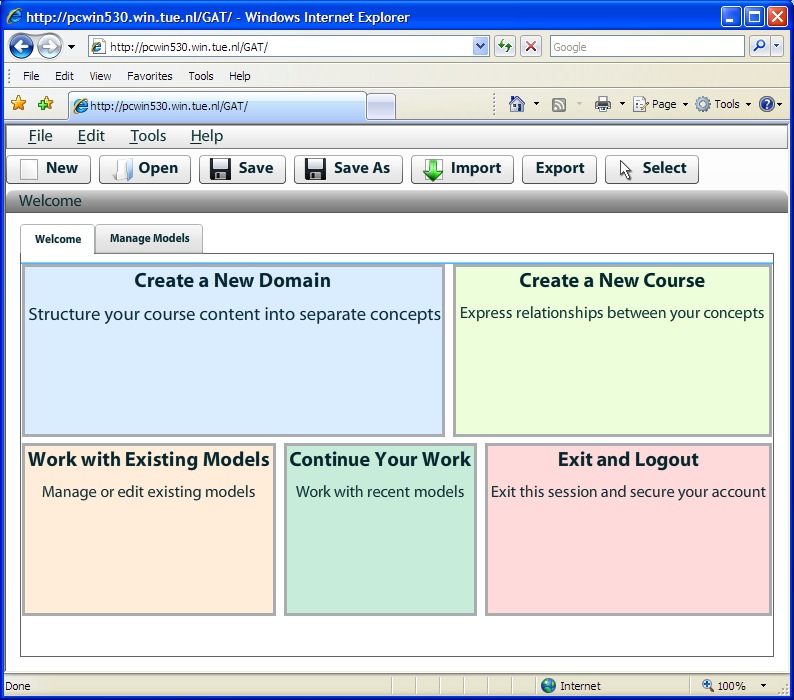 http://pcwin530.win.tue.nl/GAT/ - Windows Internet Explorer
http://pcwin530.win.tue.nl/GAT/
Google
File Edit View Favorites Tools Help
http://pcwin530.win.tue.nl/GAT/
Page Tools
File Edit Tools Help
New Open Save Save As Import Export Select
Welcome
Welcome Manage Models
Create a New Domain
Structure your course content into separate concepts
Create a New Course
Express relationships between your concepts
Work with Existing Models
Manage or edit existing models
Continue Your Work
Work with recent models
Exit and Logout
Exit this session and secure your account
Done Internet 100%